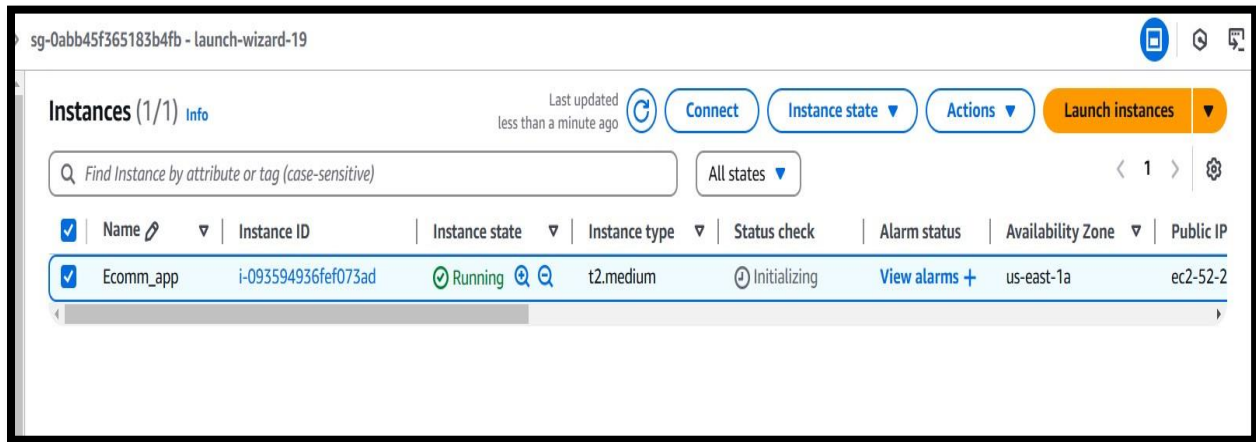 sg-0abb45f365183b4fb - launch-wizard-19
Instances (1/1) Info
Last updated
less than a minute ago
Connect
Instance state
Actions
Launch instances
Find Instance by attribute or tag (case-sensitive)
All states
1
Name Instance ID Instance state Instance type Status check Alarm status Availability Zone Public IP
Ecomm_app i-093594936fef073ad Running t2.medium Initializing View alarms + us-east-1a ec2-52-2